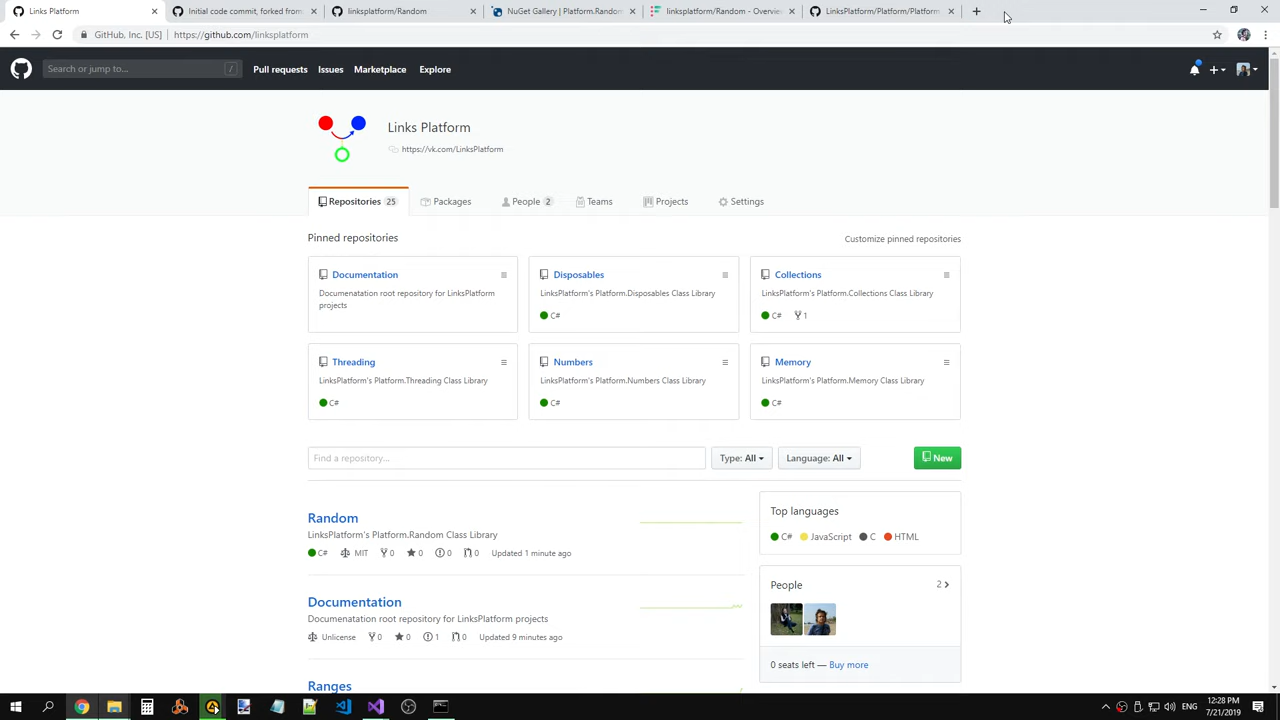 Links Platform
Initial code commit, forked from
linksplatform/Random
NuGet Gallery | Platform.Random
linksplatform/Random - Overview
LinksPlatform/Platform/Platform
GitHub, Inc. [US]
https://github.com/linksplatform
Search or jump to...
/
Pull requests
Issues
Marketplace
Explore
Links Platform
https://vk.com/LinksPlatform
Repositories 25
Packages
People 2
Teams
Projects
Settings
Pinned repositories
Customize pinned repositories
Documentation
Documenatation root repository for LinksPlatform
projects
Disposables
LinksPlatform's Platform.Disposables Class Library
C#
Collections
LinksPlatform's Platform.Collections Class Library
C# 1
Threading
LinksPlatform's Platform.Threading Class Library
C#
Numbers
LinksPlatform's Platform.Numbers Class Library
C#
Memory
LinksPlatform's Platform.Memory Class Library
C#
Find a repository...
Type: All
Language: All
New
Random
LinksPlatform's Platform.Random Class Library
C# MIT 0 0 0 0 Updated 1 minute ago
Documentation
Documenatation root repository for LinksPlatform projects
Unlicense 0 0 1 0 Updated 9 minutes ago
Ranges
Top languages
C# JavaScript C HTML
People
2
0 seats left — Buy more
ENG
12:28 PM
7/21/2019